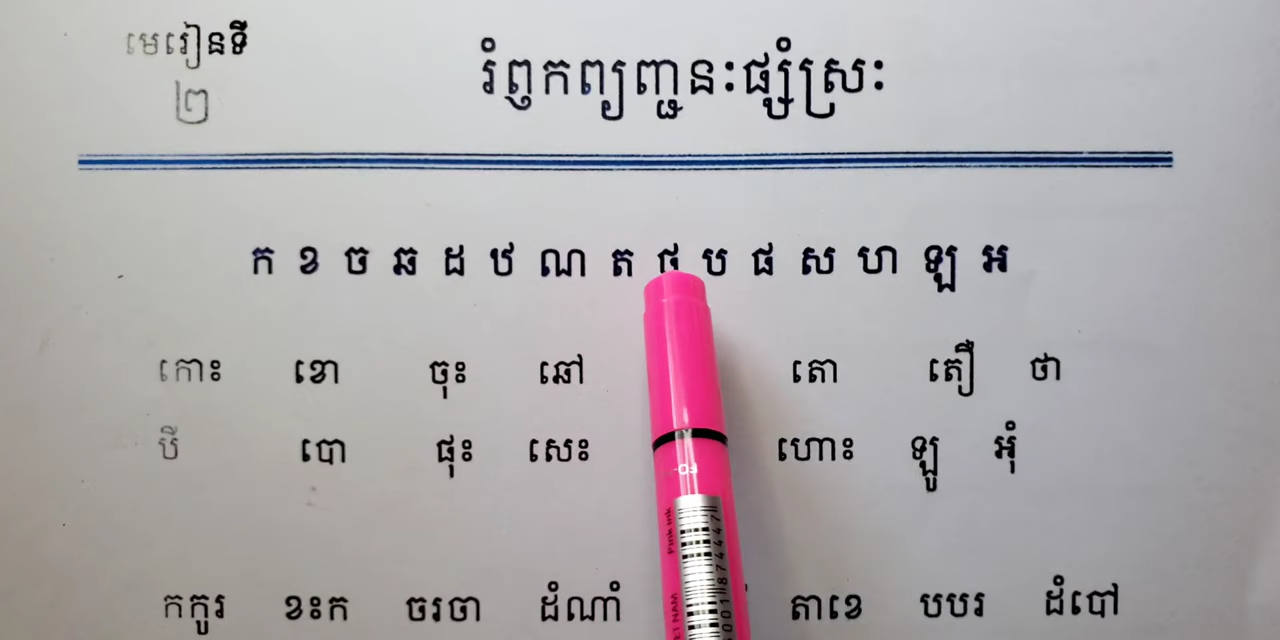 មេរៀនទី
២
រំឭកព្យញ្ជនៈផ្សំស្រៈ
ក ខ ច ឆ ដ ឋ ណ ត ថ ប ផ ស ហ ឡ អ
កោះ ខោ ចុះ ឆៅ តោ តឿ ថា
បី បោ ផុះ សេះ ហោះ ឡូ អុំ
កកូរ ខះក ចរចា ដំណាំ តាខេ បបរ ដំបៅ
Pink ink